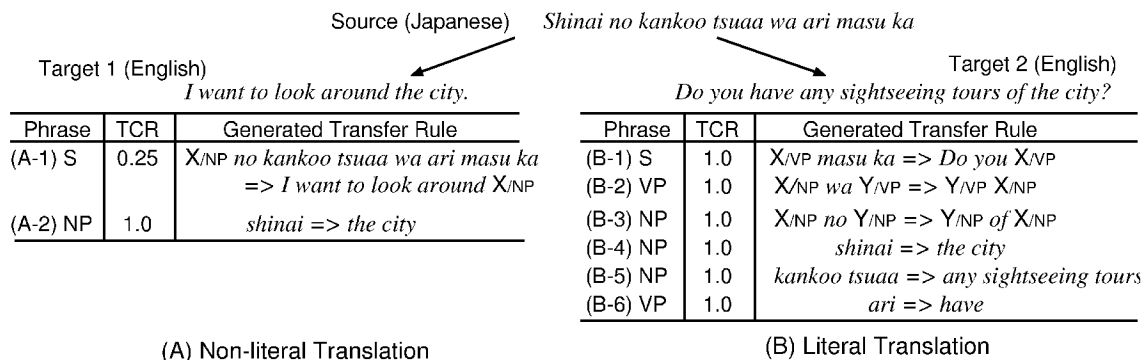 Source (Japanese) Shinai no kankoo tsuaa wa ari masu ka
Target 1 (English)
I want to look around the city.
Phrase TCR Generated Transfer Rule
(A-1) S 0.25 X/NP no kankoo tsuaa wa ari masu ka
=> I want to look around X/NP
(A-2) NP 1.0 shinai => the city
(A) Non-literal Translation
Target 2 (English)
Do you have any sightseeing tours of the city?
Phrase TCR Generated Transfer Rule
(B-1) S 1.0 X/VP masu ka => Do you X/VP
(B-2) VP 1.0 X/NP wa Y/VP => Y/VP X/NP
(B-3) NP 1.0 X/NP no Y/NP => Y/NP of X/NP
(B-4) NP 1.0 shinai => the city
(B-5) NP 1.0 kankoo tsuaa => any sightseeing tours
(B-6) VP 1.0 ari => have
(B) Literal Translation